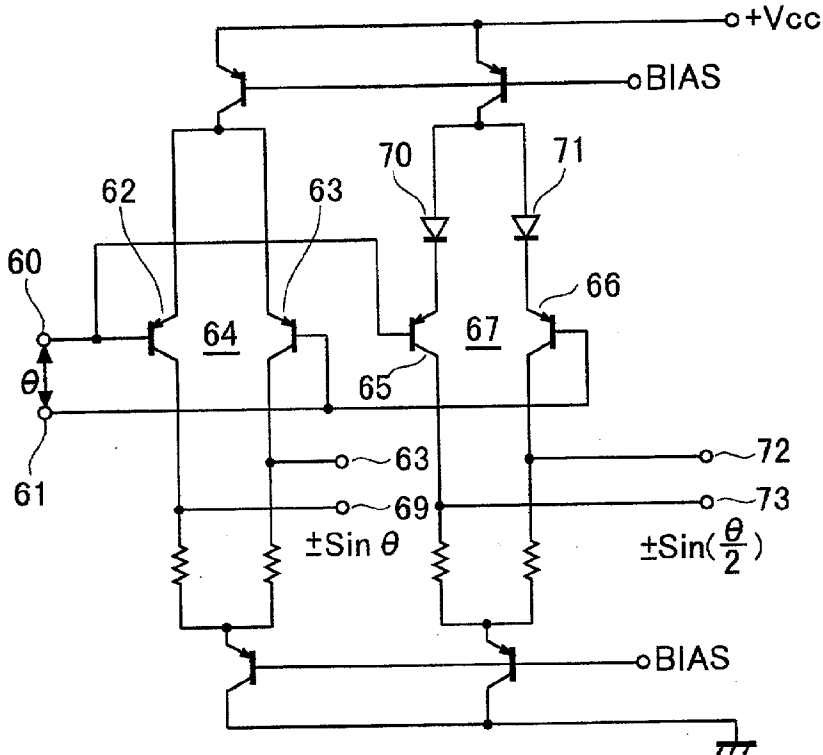 +Vcc
BIAS
70
71
62
63
60
66
64
67
θ
65
61
63
72
69
73
±Sin θ
±Sin(θ/2)
BIAS